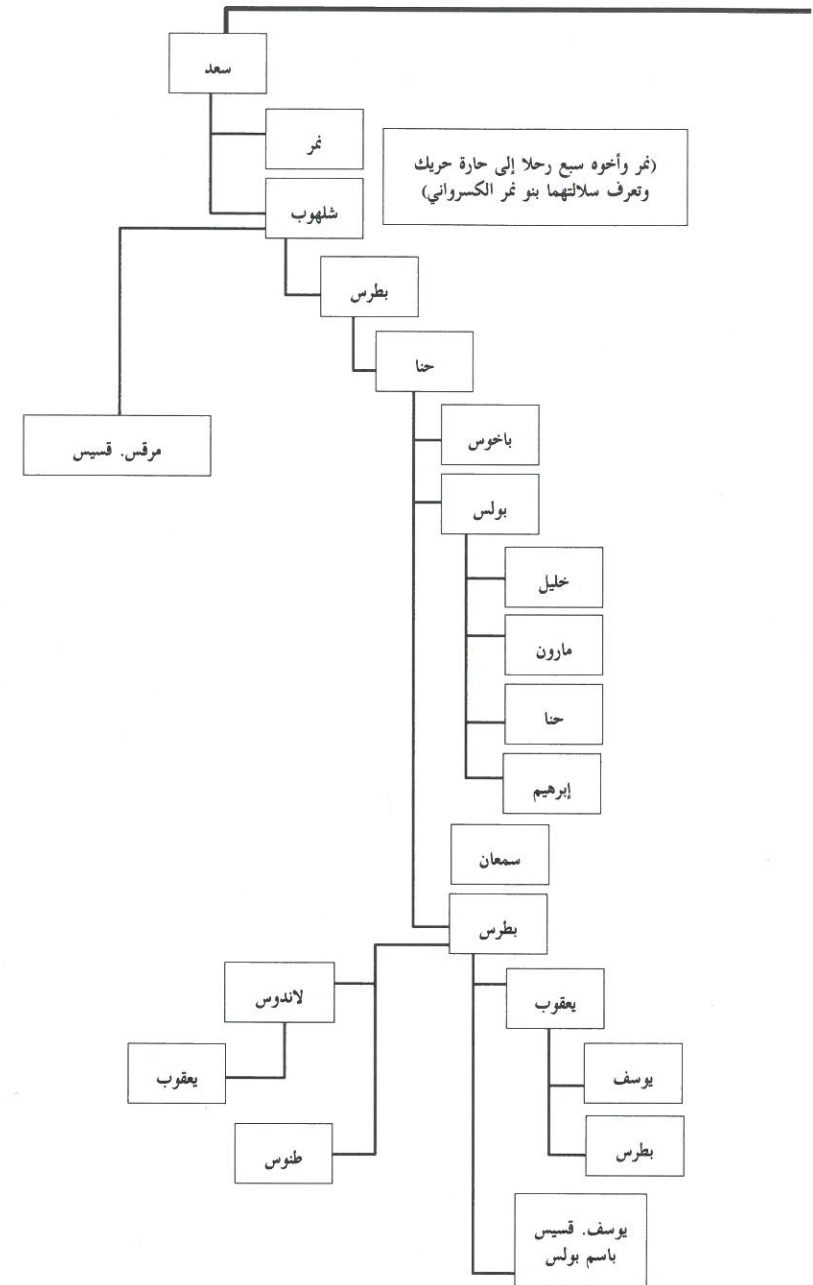 سعد
نمر
(نمر وأخوه سبع رحلا إلى حارة حريك
وتعرف سلالتهما بنو نمر الكسرواني)
شلهوب
بطرس
حنا
مرقس. قسيس
باخوس
بولس
خليل
مارون
حنا
إبرهيم
سمعان
بطرس
يعقوب
لاندوس
يوسف
يعقوب
بطرس
طنوس
يوسف. قسيس
باسم بولس